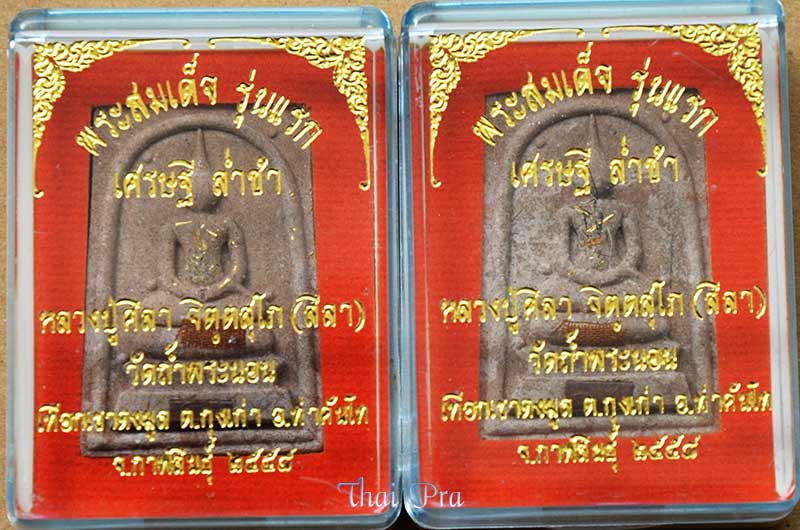 พระสมเด็จ รุ่นแรก
เศรษฐี ล่ำซำ
หลวงปู่ศิลา จิตฺตสุโภ (สีลา)
วัดถ้ำพระนอน
เทือกเขาดงมูล ต.กุงเก่า อ.ท่าคันโท
จ.กาฬสินธุ์ ๒๕๕๘
พระสมเด็จ รุ่นแรก
เศรษฐี ล่ำซำ
หลวงปู่ศิลา จิตฺตสุโภ (สีลา)
วัดถ้ำพระนอน
เทือกเขาดงมูล ต.กุงเก่า อ.ท่าคันโท
จ.กาฬสินธุ์ ๒๕๕๘
Thai Pra